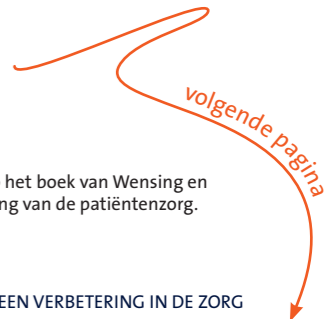 volgende pagina
het boek van Wensing en
ng van de patiëntenzorg.
EEN VERBETERING IN DE ZORG